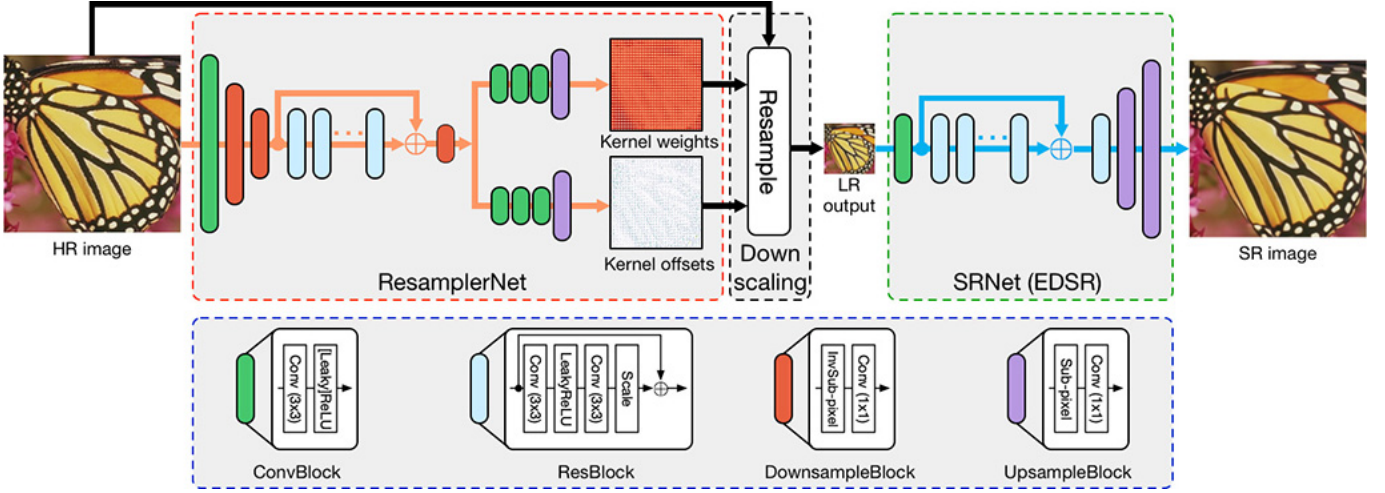 HR image
Kernel weights
Kernel offsets
ResamplerNet
Resample
Down
scaling
LR
output
SRNet (EDSR)
SR image
Conv (3x3)
[Leaky]ReLU
ConvBlock
Conv (3x3)
LeakyReLU
Conv (3x3)
Scale
ResBlock
InvSub-pixel
Conv (1x1)
DownsampleBlock
Sub-pixel
Conv (1x1)
UpsampleBlock